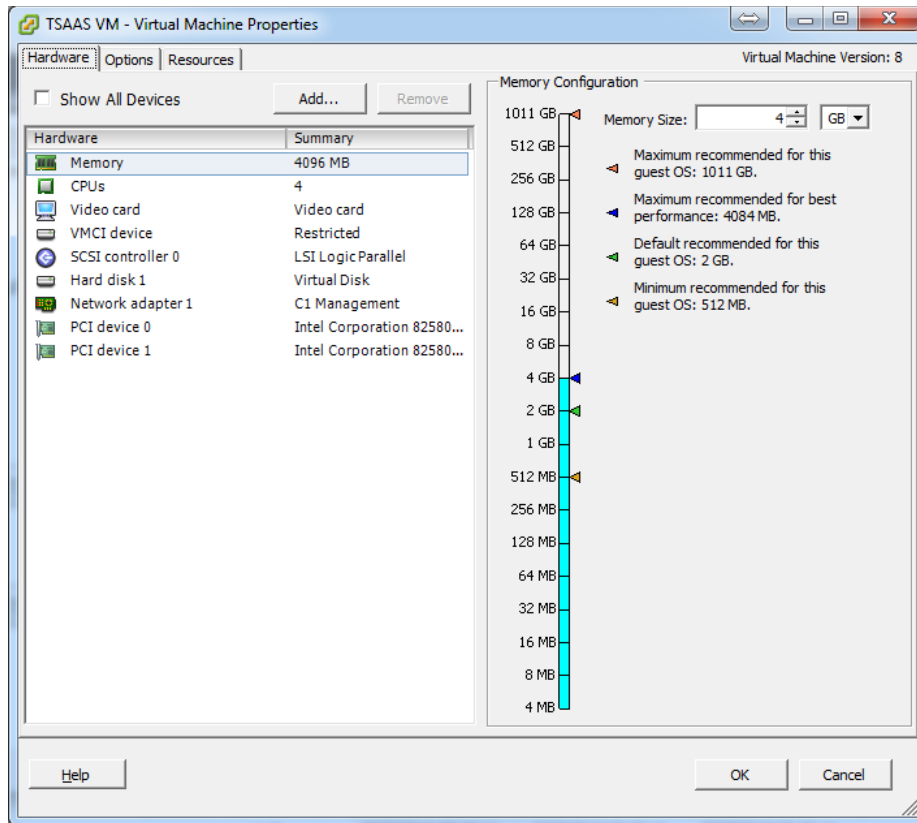 TSAAS VM - Virtual Machine Properties
Hardware Options Resources
Virtual Machine Version: 8
Show All Devices
Add...
Remove
Hardware Summary
Memory 4096 MB
CPUs 4
Video card Video card
VMCI device Restricted
SCSI controller 0 LSI Logic Parallel
Hard disk 1 Virtual Disk
Network adapter 1 C1 Management
PCI device 0 Intel Corporation 82580...
PCI device 1 Intel Corporation 82580...
Memory Configuration
1011 GB
512 GB
256 GB
128 GB
64 GB
32 GB
16 GB
8 GB
4 GB
2 GB
1 GB
512 MB
256 MB
128 MB
64 MB
32 MB
16 MB
8 MB
4 MB
Memory Size: 4 GB
Maximum recommended for this
guest OS: 1011 GB.
Maximum recommended for best
performance: 4084 MB.
Default recommended for this
guest OS: 2 GB.
Minimum recommended for this
guest OS: 512 MB.
Help
OK
Cancel